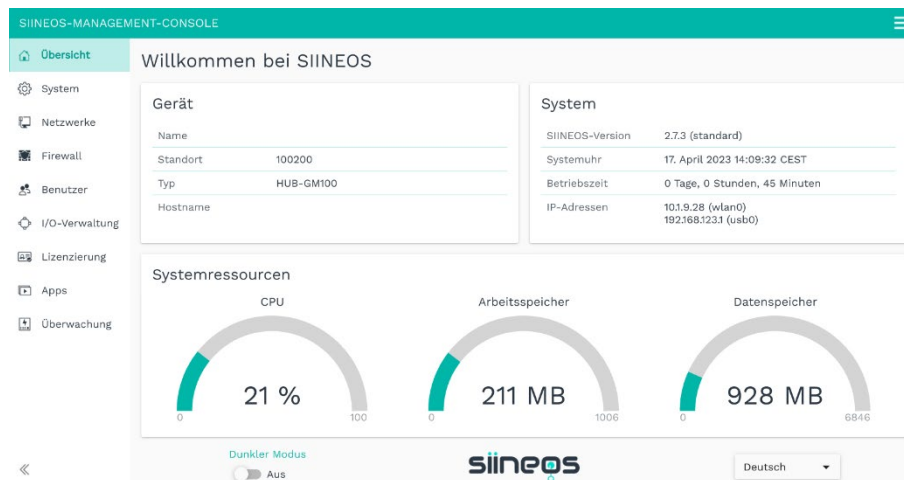 SIINEOS-MANAGEMENT-CONSOLE
Übersicht
System
Netzwerke
Firewall
Benutzer
I/O-Verwaltung
Lizenzierung
Apps
Überwachung
Willkommen bei SIINEOS
Gerät
Name
Standort 100200
Typ HUB-GM100
Hostname
System
SIINEOS-Version 2.7.3 (standard)
Systemuhr 17. April 2023 14:09:32 CEST
Betriebszeit 0 Tage, 0 Stunden, 45 Minuten
IP-Adressen 10.1.9.28 (wlan0)
192.168.123.1 (usb0)
Systemressourcen
CPU
21 %
0 100
Arbeitsspeicher
211 MB
0 1006
Datenspeicher
928 MB
0 6846
Dunkler Modus
Aus
siineos
Deutsch